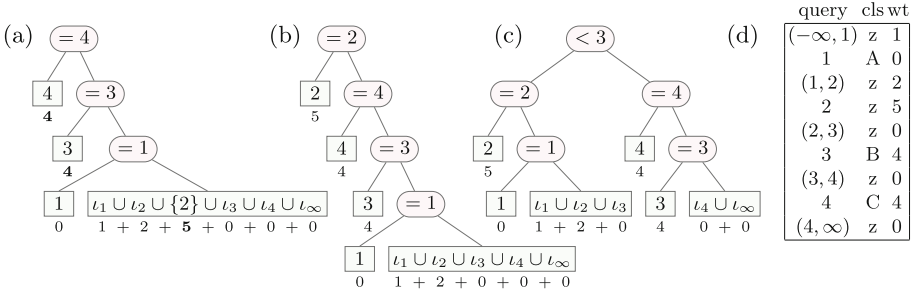 (a) = 4
4
4
= 3
3
4
= 1
1
0
ι₁ ∪ ι₂ ∪ {2} ∪ ι₃ ∪ ι₄ ∪ ι∞
1 + 2 + 5 + 0 + 0 + 0
(b) = 2
2
5
= 4
4
4
= 3
3
4
= 1
1
0
ι₁ ∪ ι₂ ∪ ι₃ ∪ ι₄ ∪ ι∞
1 + 2 + 0 + 0 + 0
(c) < 3
= 2
2
5
= 1
1
0
ι₁ ∪ ι₂ ∪ ι₃
1 + 2 + 0
= 4
4
4
= 3
3
4
ι₄ ∪ ι∞
0 + 0
(d)
query cls wt
(−∞, 1) z 1
1 A 0
(1, 2) z 2
2 z 5
(2, 3) z 0
3 B 4
(3, 4) z 0
4 C 4
(4, ∞) z 0